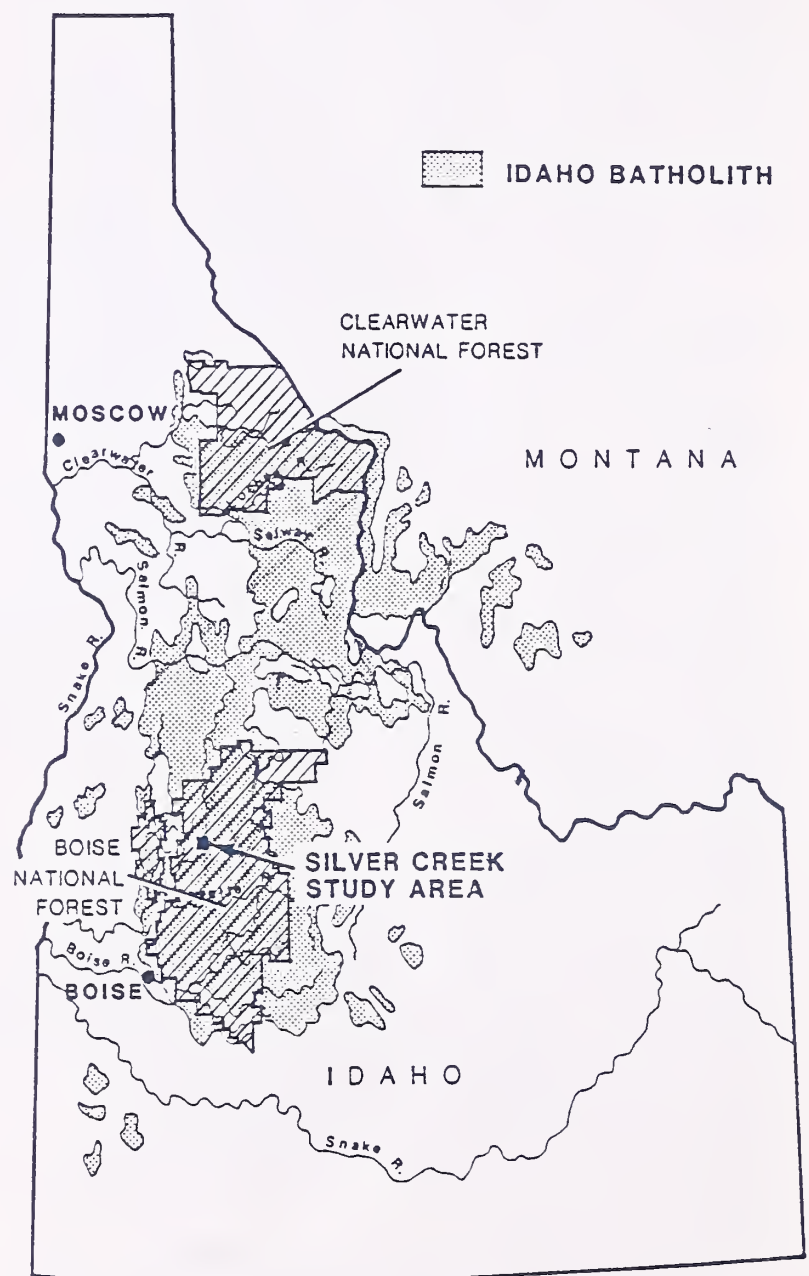 IDAHO BATHOLITH
CLEARWATER
NATIONAL FOREST
MOSCOW
Clearwater
R.
MONTANA
Selway
R.
R.
Salmon
R.
Snake R.
R.
Salmon
BOISE
NATIONAL
FOREST
SILVER CREEK
STUDY AREA
Boise R.
BOISE
IDAHO
Snake R.